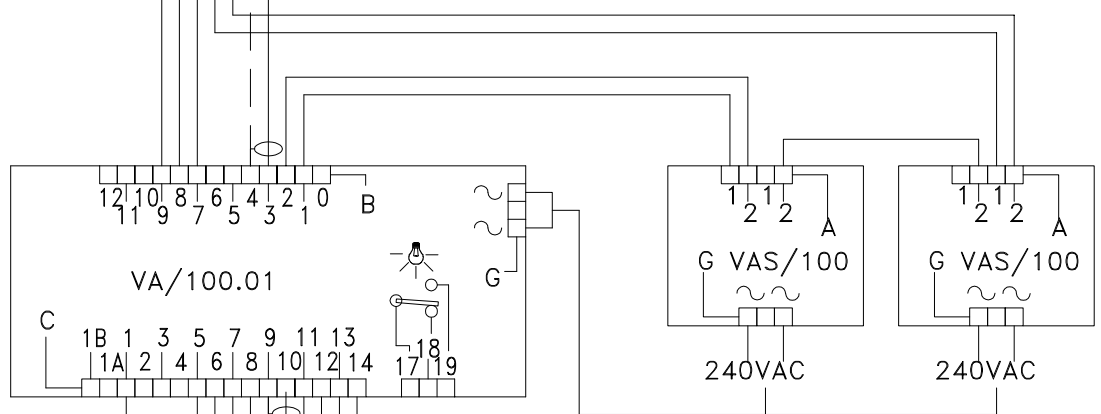 12 10 8 6 4 2 0
11 9 7 5 3 1
B
1 1
2 2
A
1 1
2 2
A
G
VA/100.01
G VAS/100
G VAS/100
C
1B 1 3 5 7 9 11 13
1A 2 4 6 8 10 12 14
18
17 19
240VAC
240VAC